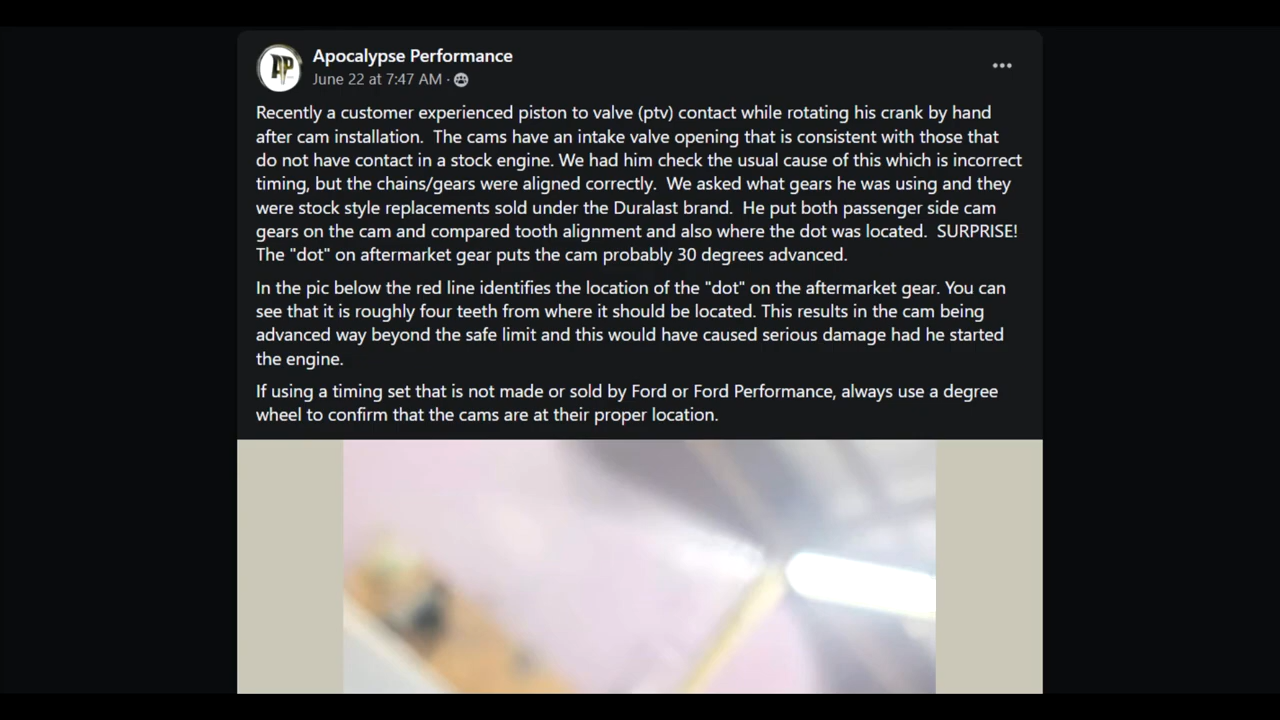 Apocalypse Performance
June 22 at 7:47 AM ·
Recently a customer experienced piston to valve (ptv) contact while rotating his crank by hand
after cam installation. The cams have an intake valve opening that is consistent with those that
do not have contact in a stock engine. We had him check the usual cause of this which is incorrect
timing, but the chains/gears were aligned correctly. We asked what gears he was using and they
were stock style replacements sold under the Duralast brand. He put both passenger side cam
gears on the cam and compared tooth alignment and also where the dot was located. SURPRISE!
The "dot" on aftermarket gear puts the cam probably 30 degrees advanced.
In the pic below the red line identifies the location of the "dot" on the aftermarket gear. You can
see that it is roughly four teeth from where it should be located. This results in the cam being
advanced way beyond the safe limit and this would have caused serious damage had he started
the engine.
If using a timing set that is not made or sold by Ford or Ford Performance, always use a degree
wheel to confirm that the cams are at their proper location.
AP